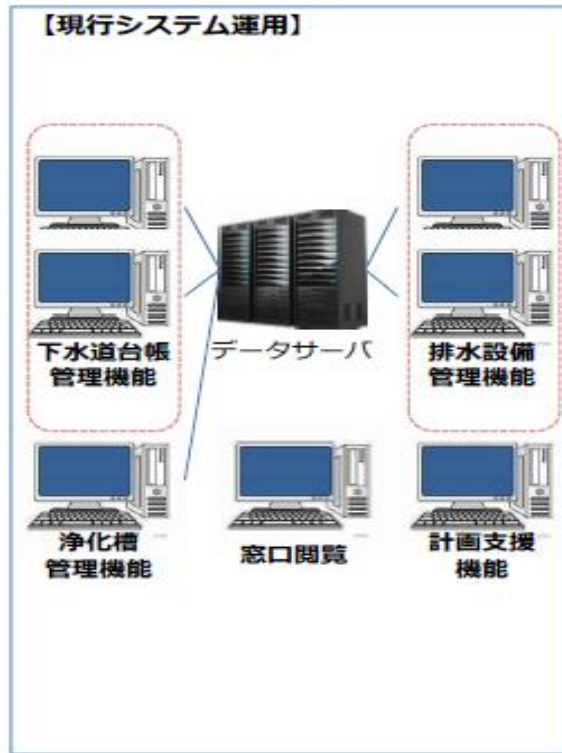 【現行システム運用】
下水道台帳
管理機能
データサーバ
排水設備
管理機能
浄化槽
管理機能
窓口閲覧
計画支援
機能